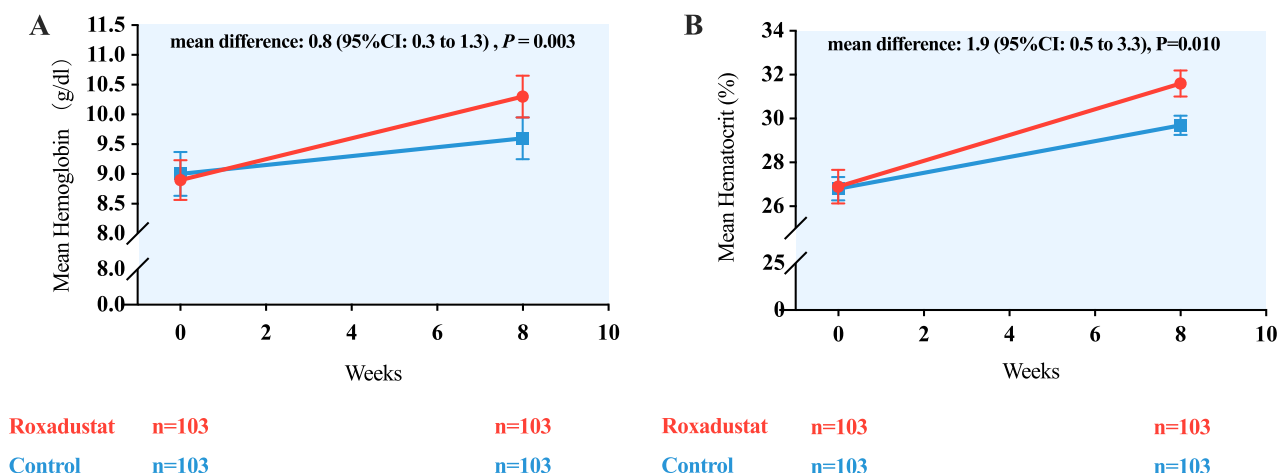 A
mean difference: 0.8 (95%CI: 0.3 to 1.3) , P = 0.003
Mean Hemoglobin （g/dl）
11.5
11.0
10.5
10.0
9.5
9.0
8.5
8.0
8.0
0.0
0 2 4 6 8 10
Weeks
Roxadustat n=103 n=103
Control n=103 n=103
B
mean difference: 1.9 (95%CI: 0.5 to 3.3), P=0.010
Mean Hematocrit (%)
34
32
30
28
26
25
0
0 2 4 6 8 10
Weeks
Roxadustat n=103 n=103
Control n=103 n=103